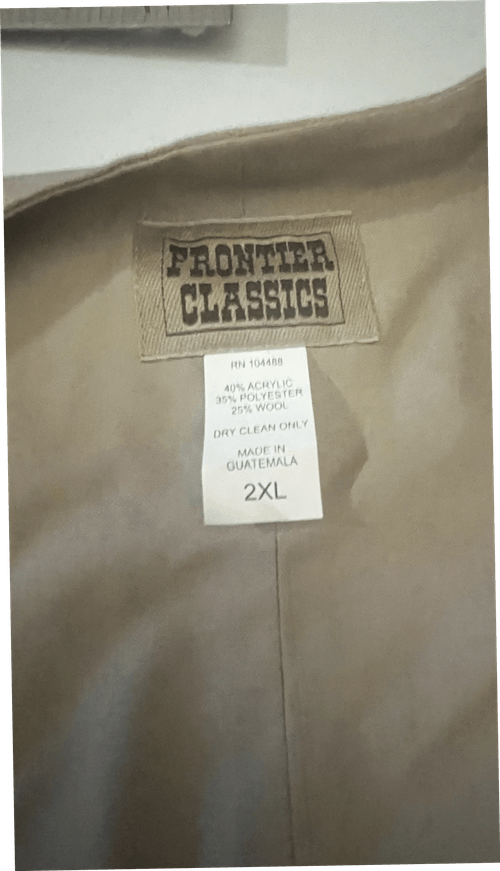 FRONTIER
CLASSICS
RN 104488
40% ACRYLIC
35% POLYESTER
25% WOOL
DRY CLEAN ONLY
MADE IN
GUATEMALA
2XL